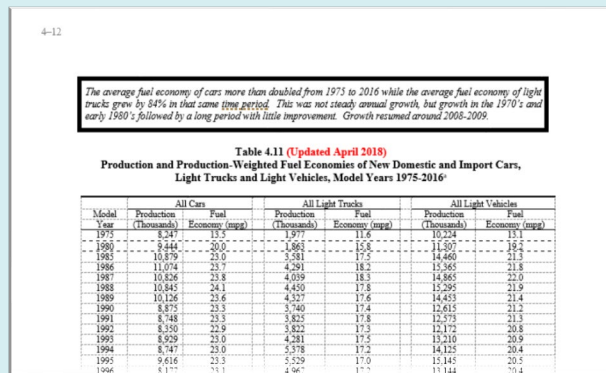 4–12
The average fuel economy of cars more than doubled from 1975 to 2016 while the average fuel economy of light
trucks grew by 84% in that same time period. This was not steady annual growth, but growth in the 1970's and
early 1980's followed by a long period with little improvement. Growth resumed around 2008-2009.
Table 4.11 (Updated April 2018)
Production and Production-Weighted Fuel Economies of New Domestic and Import Cars,
Light Trucks and Light Vehicles, Model Years 1975-2016ª
All Cars All Light Trucks All Light Vehicles
Model Production Fuel Production Fuel Production Fuel
Year (Thousands) Economy (mpg) (Thousands) Economy (mpg) (Thousands) Economy (mpg)
1975 8,247 13.5 1,977 11.6 10,224 13.1
1980 9,444 20.0 1,863 15.8 11,307 19.2
1985 10,879 23.0 3,581 17.5 14,460 21.3
1986 11,074 23.7 4,291 18.2 15,365 21.8
1987 10,826 23.8 4,039 18.3 14,865 22.0
1988 10,845 24.1 4,450 17.8 15,295 21.9
1989 10,126 23.6 4,327 17.6 14,453 21.4
1990 8,875 23.3 3,740 17.4 12,615 21.2
1991 8,748 23.3 3,825 17.8 12,573 21.3
1992 8,350 22.9 3,822 17.3 12,172 20.8
1993 8,929 23.0 4,281 17.5 13,210 20.9
1994 8,747 23.0 5,378 17.2 14,125 20.4
1995 9,616 23.3 5,529 17.0 15,145 20.5
1996